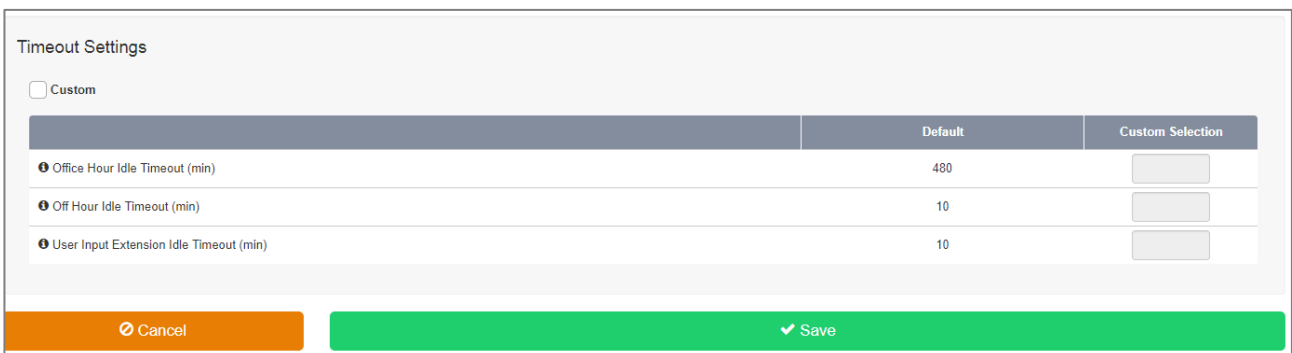 Timeout Settings
Custom
Default Custom Selection
Office Hour Idle Timeout (min) 480
Off Hour Idle Timeout (min) 10
User Input Extension Idle Timeout (min) 10
Cancel Save